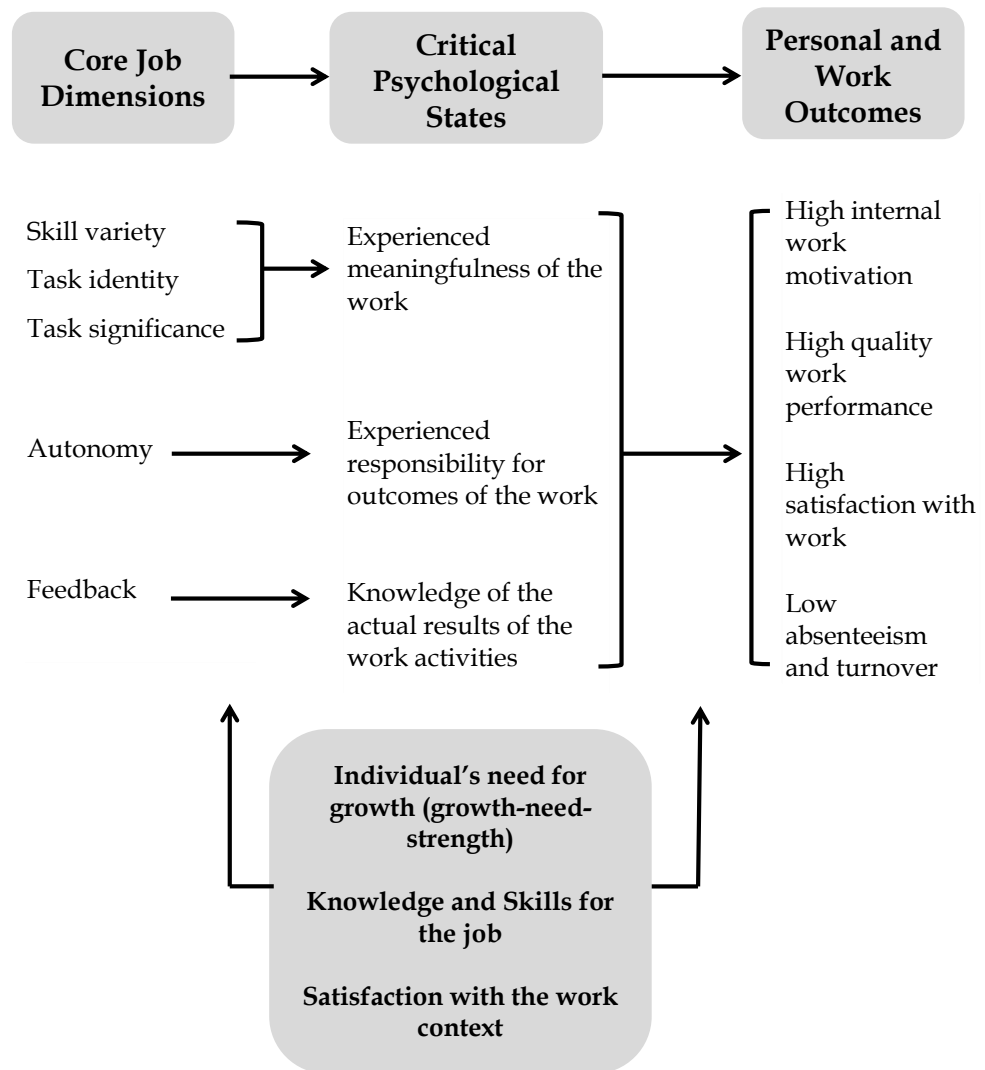 Core Job
Dimensions
Critical
Psychological
States
Personal and
Work
Outcomes
Skill variety
Task identity
Task significance
Experienced
meaningfulness of the
work
Autonomy
Experienced
responsibility for
outcomes of the work
Feedback
Knowledge of the
actual results of the
work activities
High internal
work
motivation
High quality
work
performance
High
satisfaction with
work
Low
absenteeism
and turnover
Individual’s need for
growth (growth-need-
strength)
Knowledge and Skills for
the job
Satisfaction with the work
context